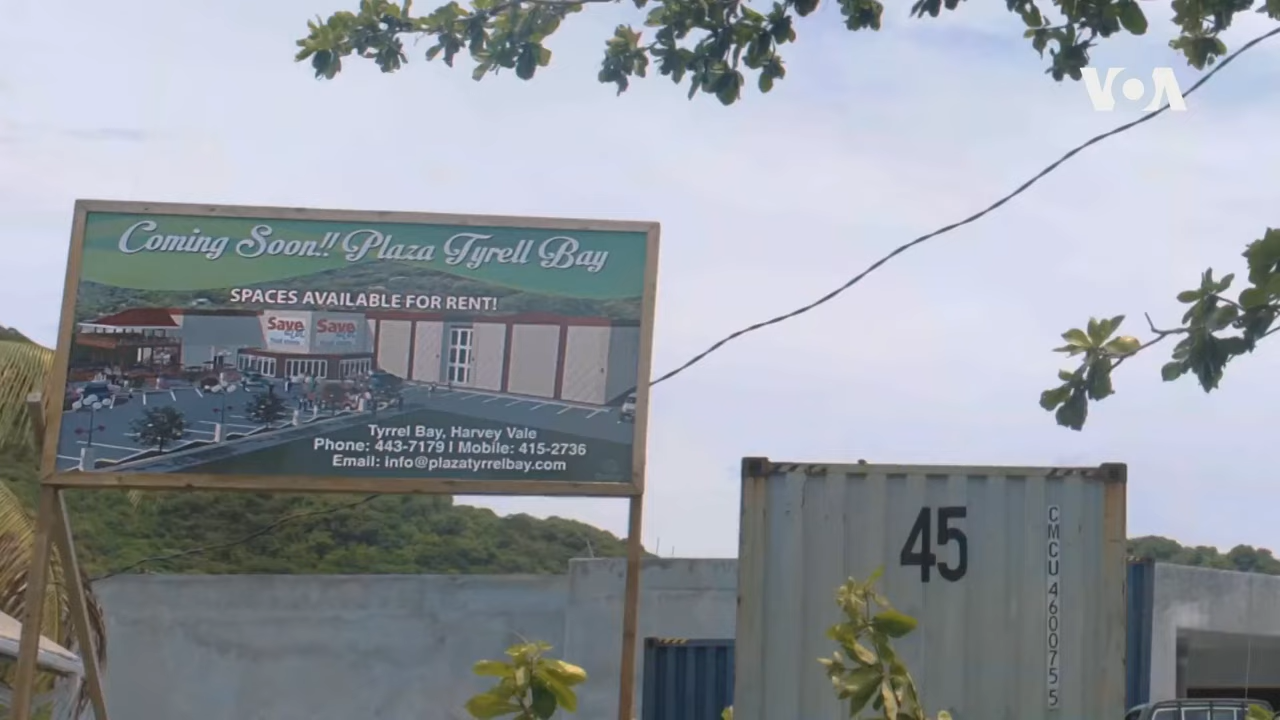 VOA
Coming Soon!! Plaza Tyrell Bay
SPACES AVAILABLE FOR RENT!
Save
Save
Tyrrel Bay, Harvey Vale
Phone: 443-7179 I Mobile: 415-2736
Email: info@plazatyrrelbay.com
45
CMCU 4600755